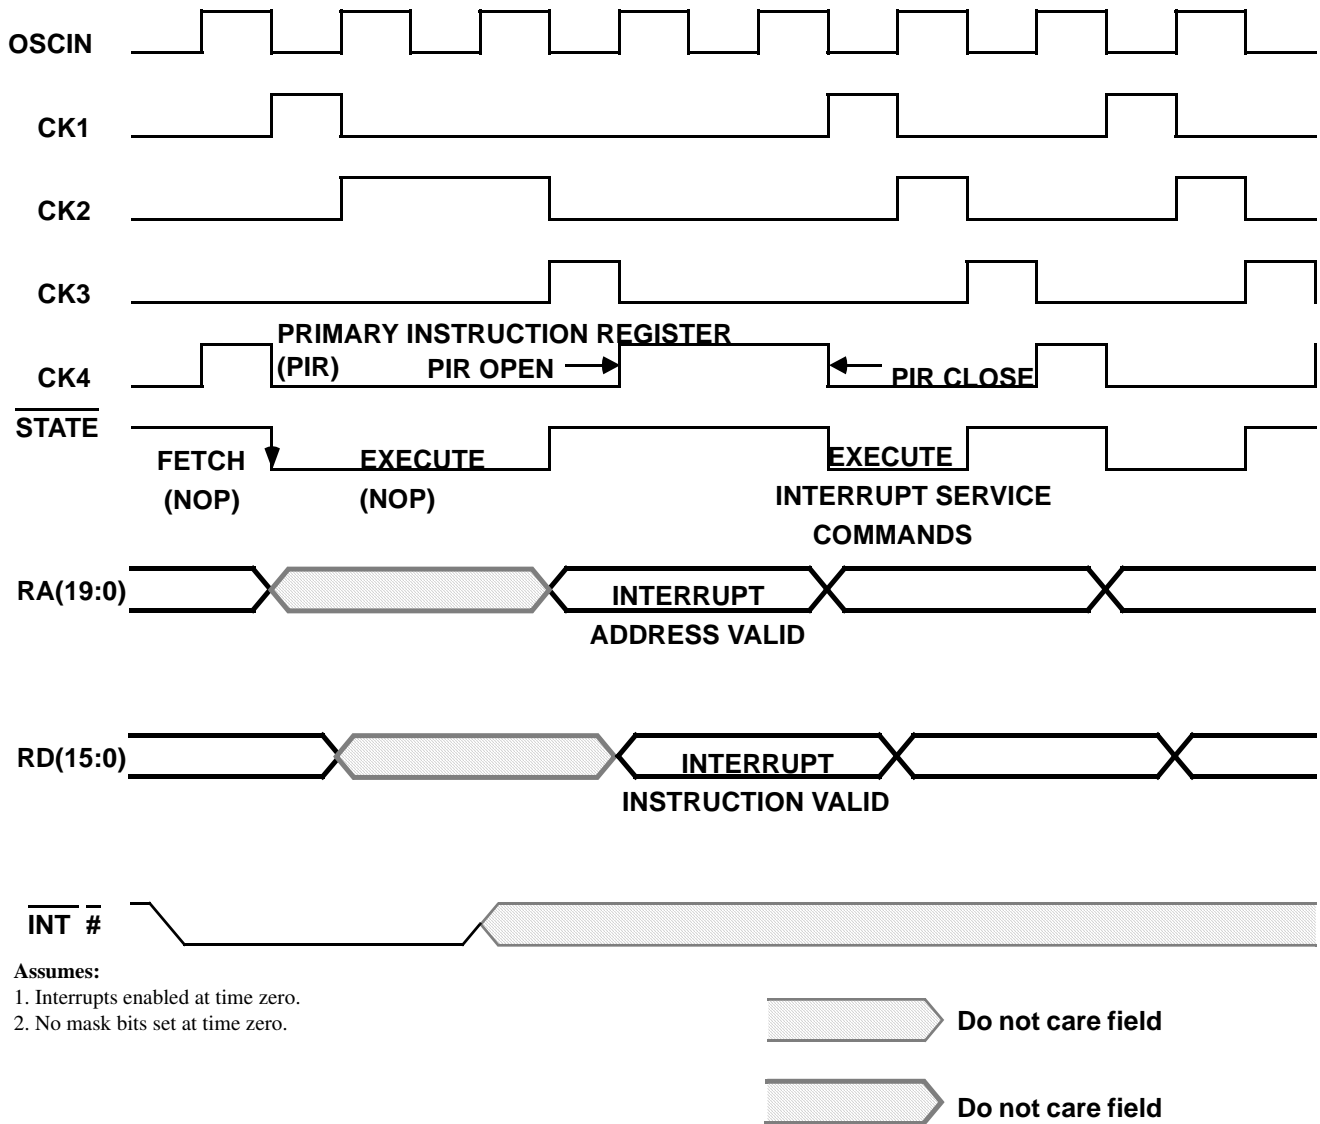 OSCIN
CK1
CK2
CK3
PRIMARY INSTRUCTION REGISTER
(PIR)
PIR OPEN
CK4
PIR CLOSE
STATE
FETCH
(NOP)
EXECUTE
(NOP)
EXECUTE
INTERRUPT SERVICE
COMMANDS
RA(19:0)
INTERRUPT
ADDRESS VALID
RD(15:0)
INTERRUPT
INSTRUCTION VALID
INT #
Assumes:
1. Interrupts enabled at time zero.
2. No mask bits set at time zero.
Do not care field
Do not care field